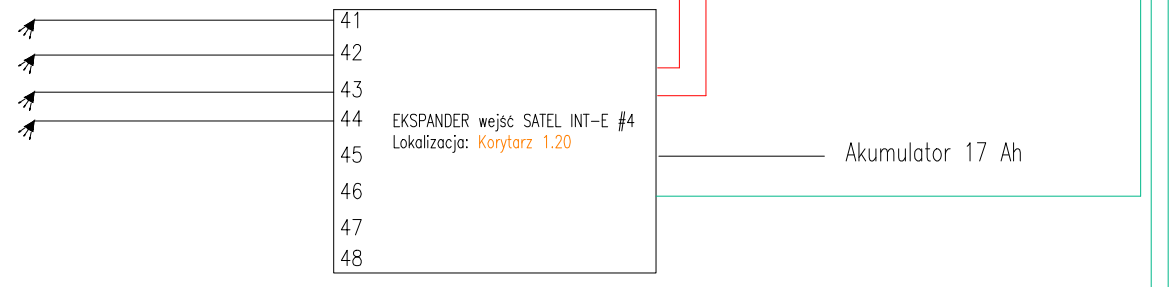 41
42
43
44
EKSPANDER wejść SATEL INT-E #4
Lokalizacja: Korytarz 1.20
45
Akumulator 17 Ah
46
47
48